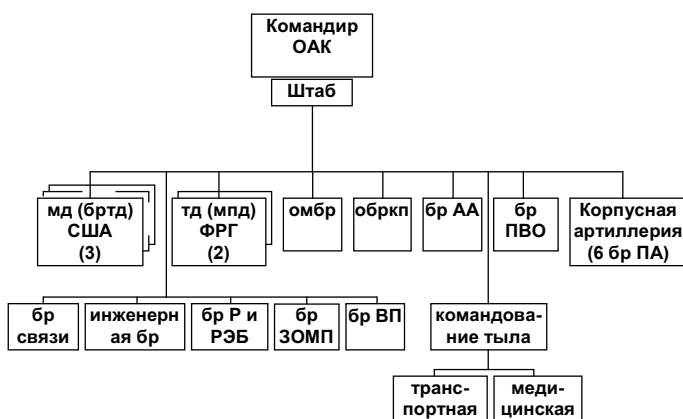 Командир
ОАК
Штаб
мд (бртд)
США
(3)
тд (мпд)
ФРГ
(2)
омбр
обркп
бр АА
бр
ПВО
Корпусная
артиллерия
(6 бр ПА)
бр
связи
инженерн
ая бр
бр Р и
РЭБ
бр
ЗОМП
бр ВП
командова-
ние тыла
транс-
портная
меди-
цинская